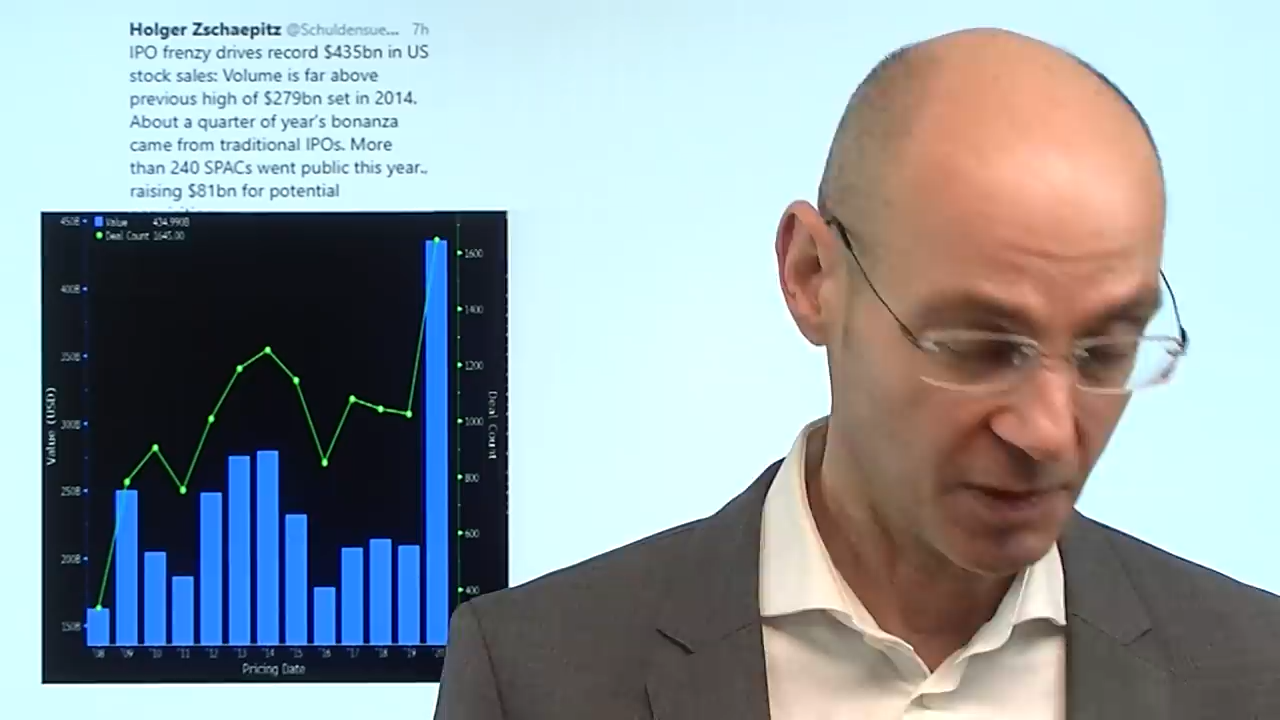 Holger Zschaepitz @Schuldensue... 7h
IPO frenzy drives record $435bn in US
stock sales: Volume is far above
previous high of $279bn set in 2014.
About a quarter of year's bonanza
came from traditional IPOs. More
than 240 SPACs went public this year..
raising $81bn for potential
450B
Value 434.990B
Deal Count 1645.00
1600
400B
1400
350B
1200
300B
1000
250B
800
200B
600
150B
400
Value (USD)
Deal Count
'08 '09 '10 '11 '12 '13 '14 '15 '16 '17 '18 '19 '20
Pricing Date